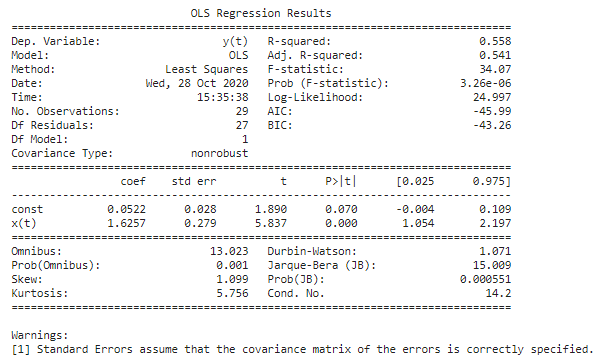 OLS Regression Results
==============================================================================
Dep. Variable: y(t) R-squared: 0.558
Model: OLS Adj. R-squared: 0.541
Method: Least Squares F-statistic: 34.07
Date: Wed, 28 Oct 2020 Prob (F-statistic): 3.26e-06
Time: 15:35:38 Log-Likelihood: 24.997
No. Observations: 29 AIC: -45.99
Df Residuals: 27 BIC: -43.26
Df Model: 1
Covariance Type: nonrobust
==============================================================================
coef std err t P>|t| [0.025 0.975]
------------------------------------------------------------------------------
const 0.0522 0.028 1.890 0.070 -0.004 0.109
x(t) 1.6257 0.279 5.837 0.000 1.054 2.197
==============================================================================
Omnibus: 13.023 Durbin-Watson: 1.071
Prob(Omnibus): 0.001 Jarque-Bera (JB): 15.009
Skew: 1.099 Prob(JB): 0.000551
Kurtosis: 5.756 Cond. No. 14.2
==============================================================================
Warnings:
[1] Standard Errors assume that the covariance matrix of the errors is correctly specified.